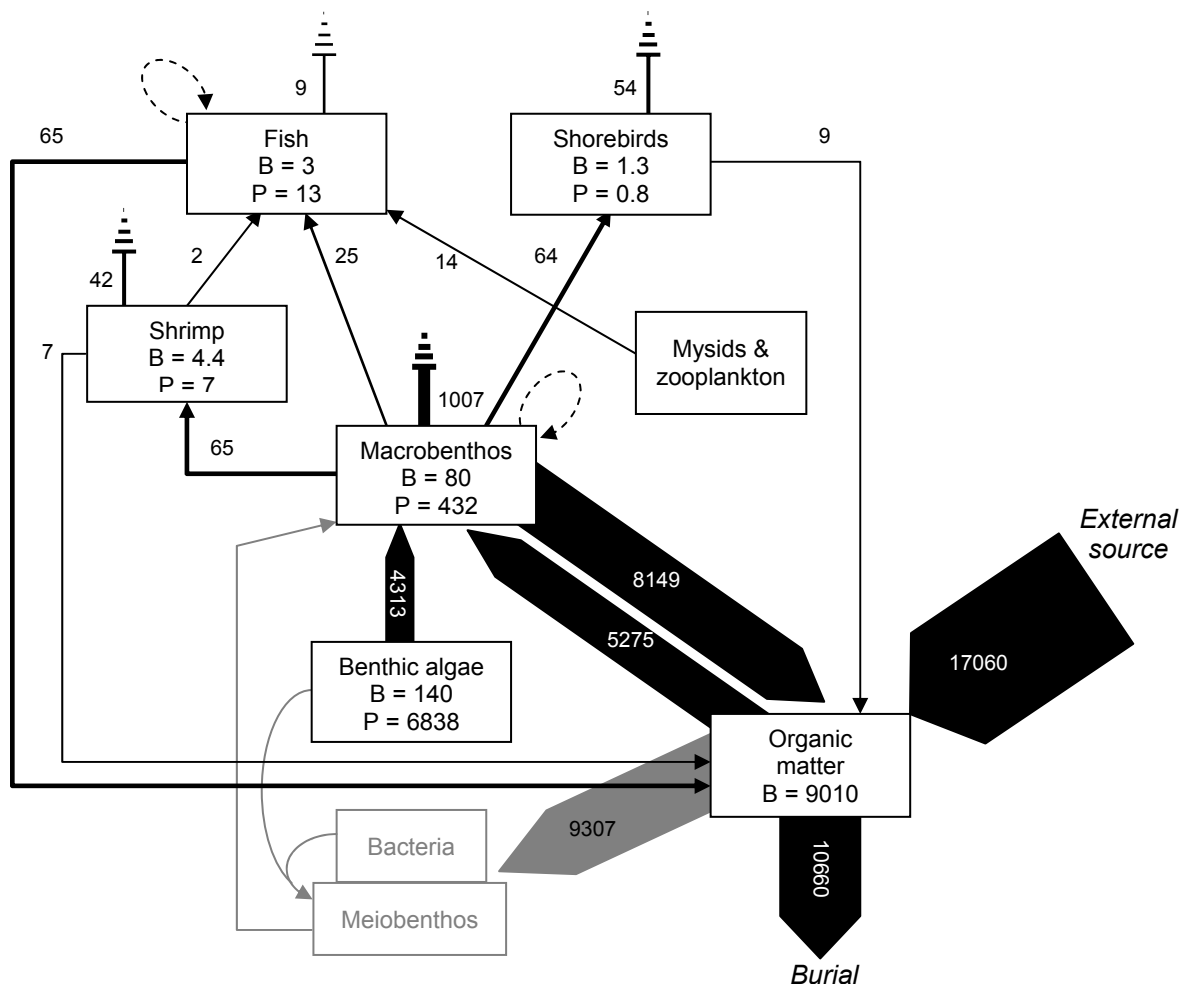 9
54
65
Fish
B = 3
P = 13
Shorebirds
B = 1.3
P = 0.8
9
42
2
25
14
64
7
Shrimp
B = 4.4
P = 7
Mysids &
zooplankton
1007
65
Macrobenthos
B = 80
P = 432
External
source
4313
8149
5275
17060
Benthic algae
B = 140
P = 6838
Organic
matter
B = 9010
9307
Bacteria
10660
Meiobenthos
Burial